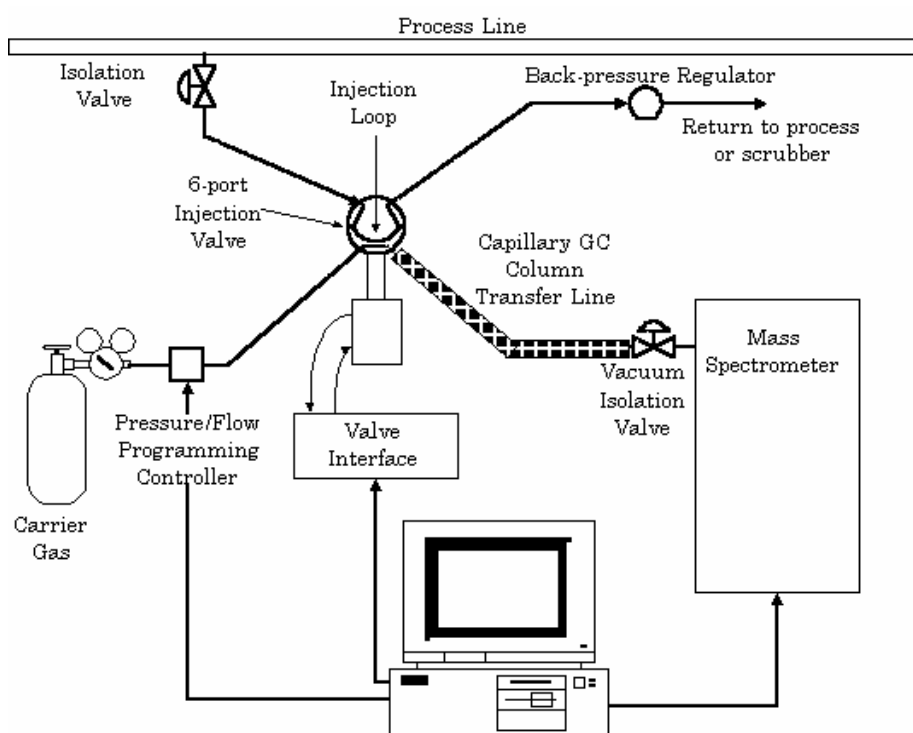 Process Line
Isolation
Valve
Injection
Loop
Back-pressure Regulator
Return to process
or scrubber
6-port
Injection
Valve
Capillary GC
Column
Transfer Line
Mass
Spectrometer
Vacuum
Isolation
Valve
Pressure/Flow
Programming
Controller
Valve
Interface
Carrier
Gas